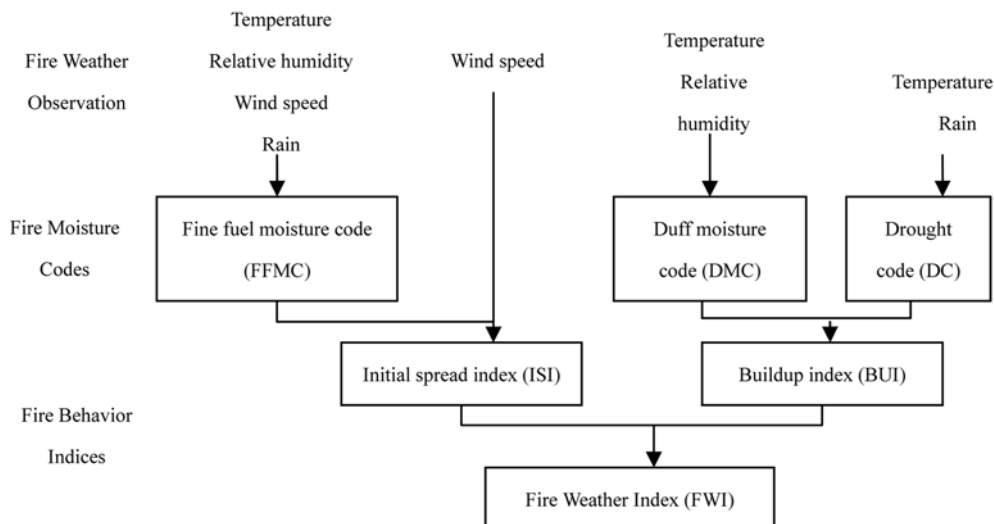 Fire Weather
Observation
Temperature
Relative humidity
Wind speed
Rain
Wind speed
Temperature
Relative
humidity
Temperature
Rain
Fire Moisture
Codes
Fine fuel moisture code
(FFMC)
Duff moisture
code (DMC)
Drought
code (DC)
Initial spread index (ISI)
Buildup index (BUI)
Fire Behavior
Indices
Fire Weather Index (FWI)